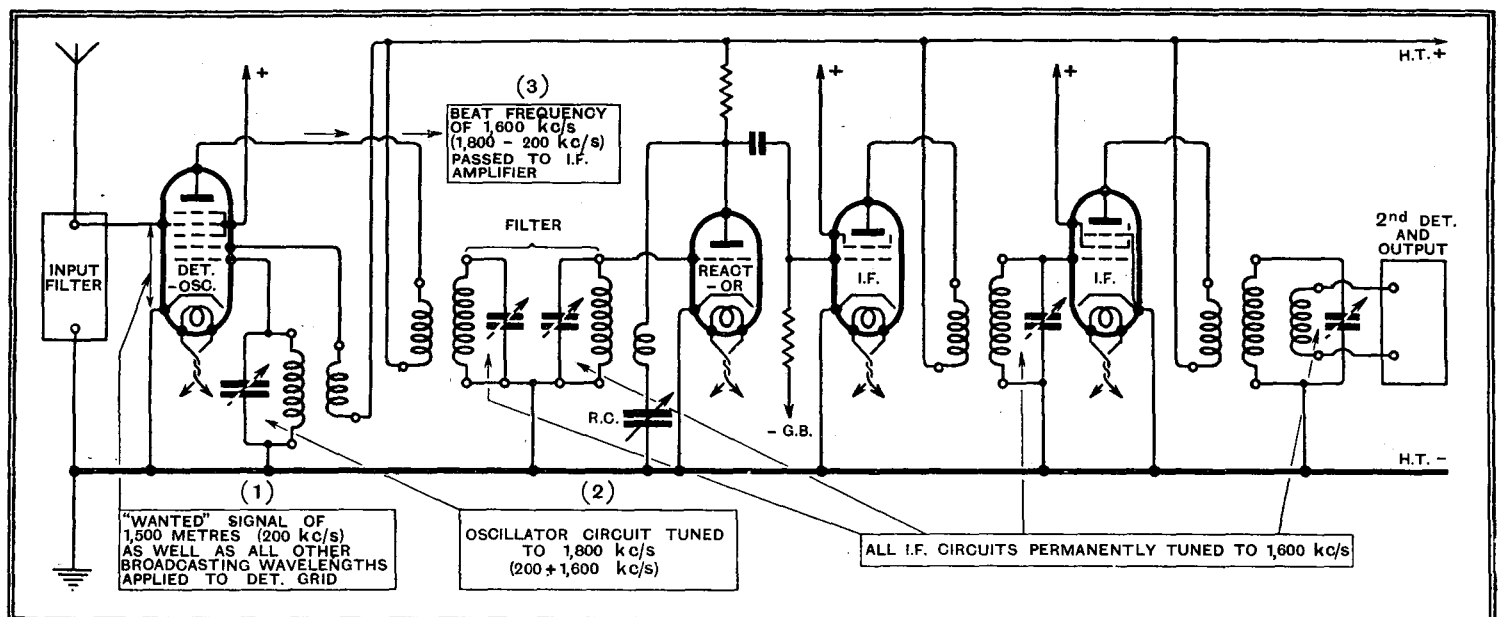 H.T.+
+
(3)
+
+
BEAT FREQUENCY
OF 1,600 kc/s
(1,800 - 200 kc/s)
PASSED TO I.F.
AMPLIFIER
FILTER
2nd DET.
AND
OUTPUT
INPUT
FILTER
DET.
-OSC.
REACT
-OR
I.F.
I.F.
R.C.
- G.B.
H.T. -
(1)
(2)
"WANTED" SIGNAL OF
1,500 METRES (200 kc/s)
AS WELL AS ALL OTHER
BROADCASTING WAVELENGTHS
APPLIED TO DET. GRID
OSCILLATOR CIRCUIT TUNED
TO 1,800 kc/s
(200 + 1,600 kc/s)
ALL I.F. CIRCUITS PERMANENTLY TUNED TO 1,600 kc/s